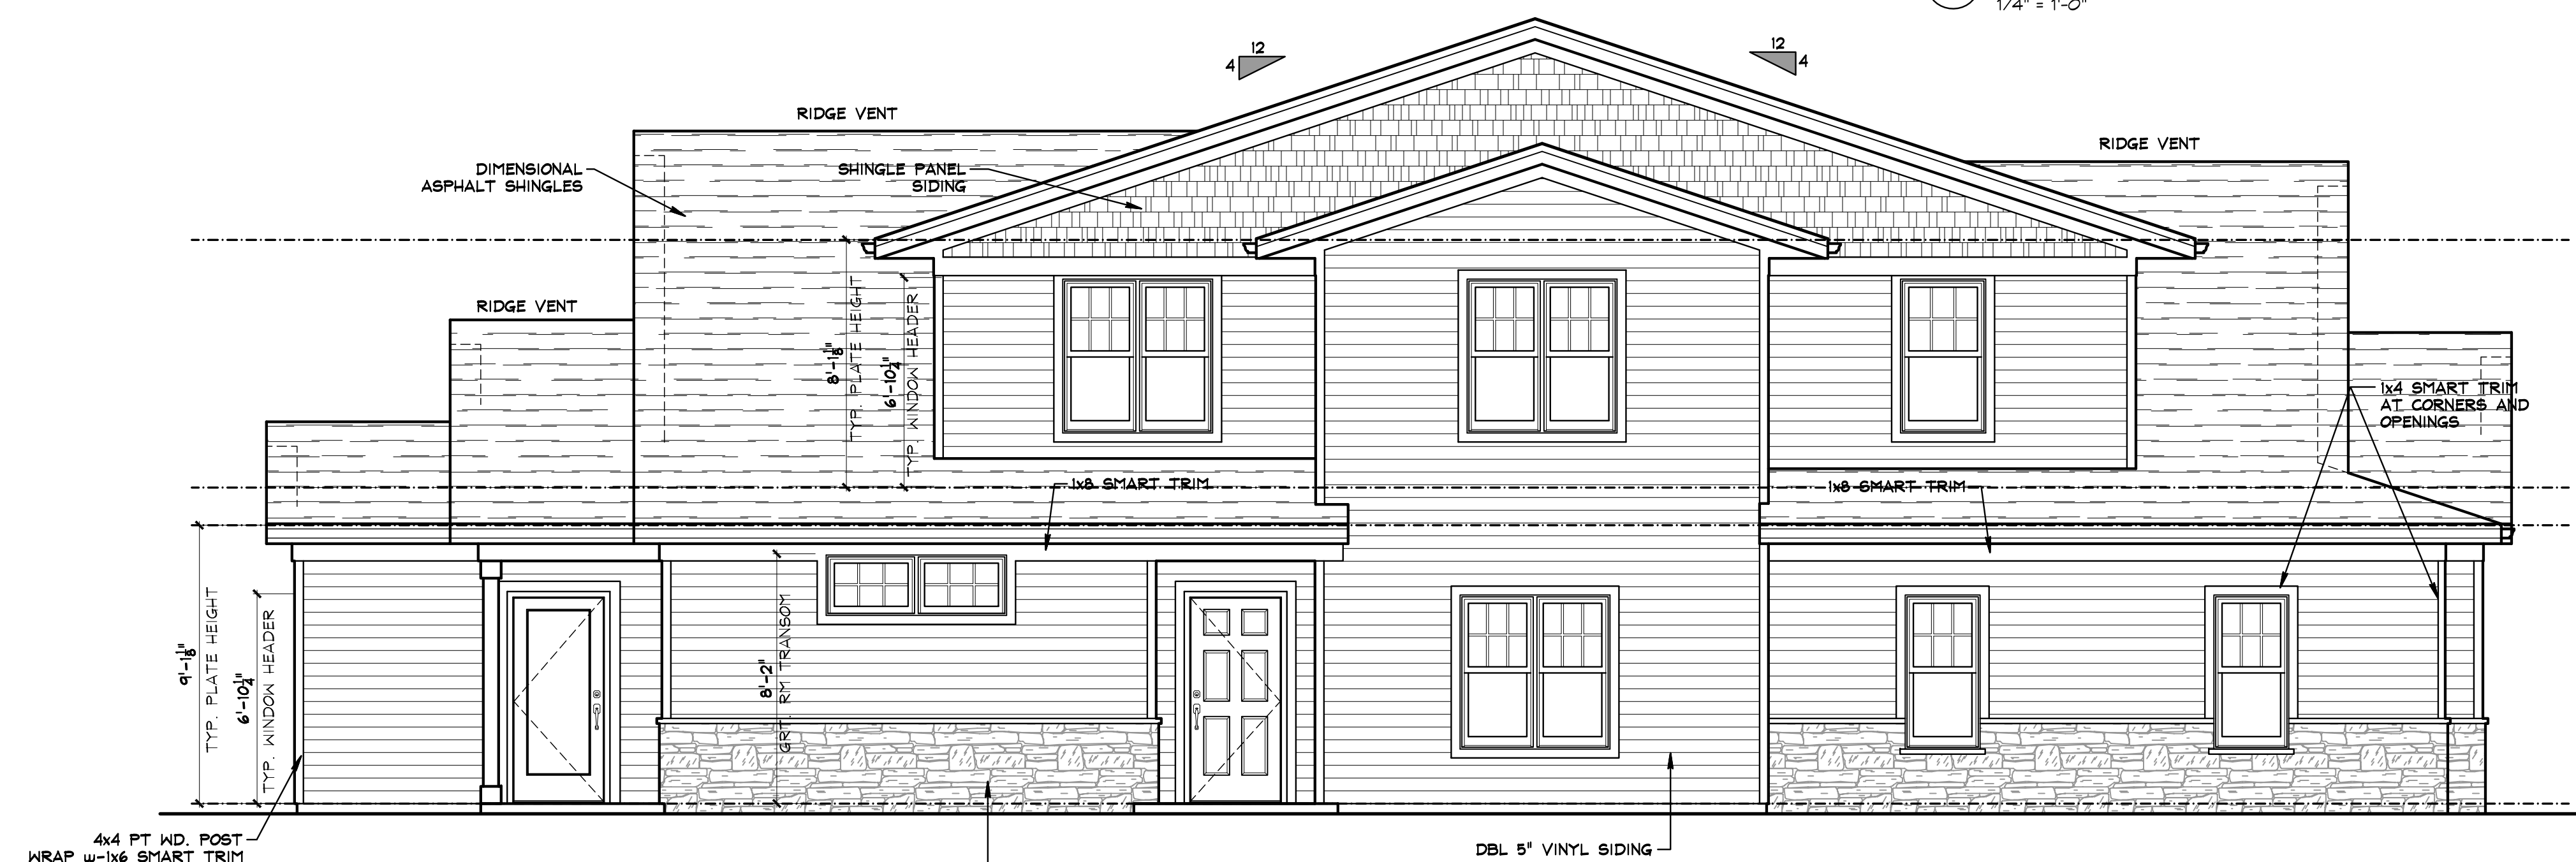 1/4" = 1'-0"
12
4
12
4
RIDGE VENT
RIDGE VENT
DIMENSIONAL
ASPHALT SHINGLES
SHINGLE PANEL
SIDING
RIDGE VENT
8'-1 1/8"
TYP. PLATE HEIGHT
6'-10 1/4"
TYP. WINDOW HEADER
1x4 SMART TRIM
AT CORNERS AND
OPENINGS
1x8 SMART TRIM
1x8 SMART TRIM
9'-1 1/8"
TYP. PLATE HEIGHT
6'-10 1/4"
TYP. WINDOW HEADER
8'-2"
GRT. RM TRANSOM
4x4 PT WD. POST
WRAP w-1x6 SMART TRIM
DBL 5" VINYL SIDING